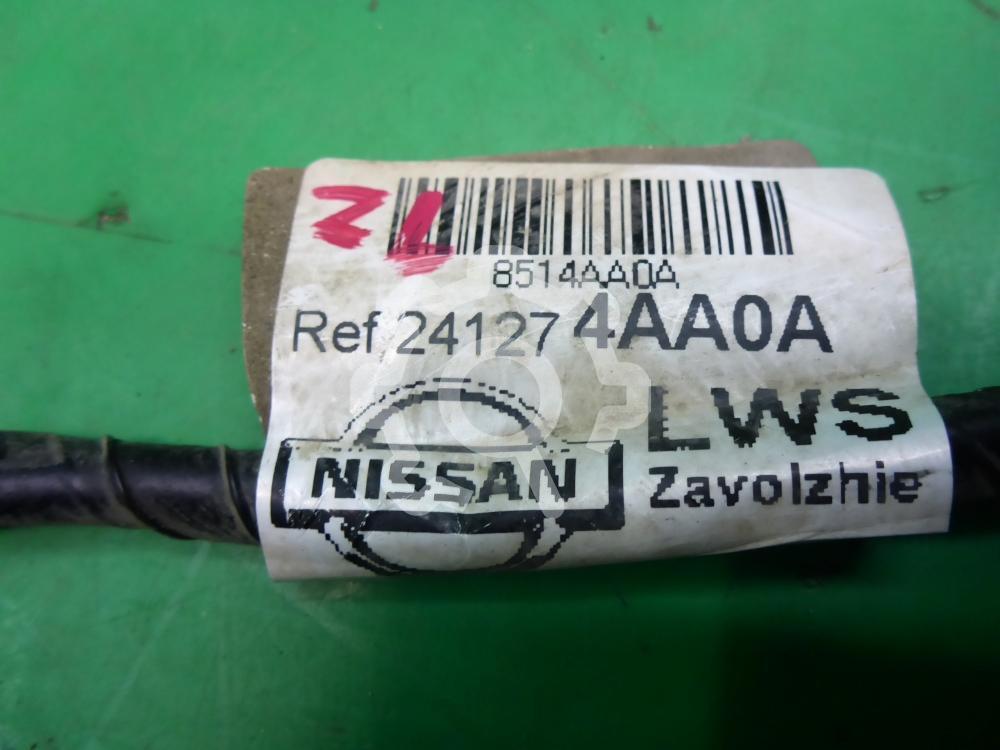 8514AA0A
Ref 24127 4AA0A
LWS
NISSAN
Zavolzhie